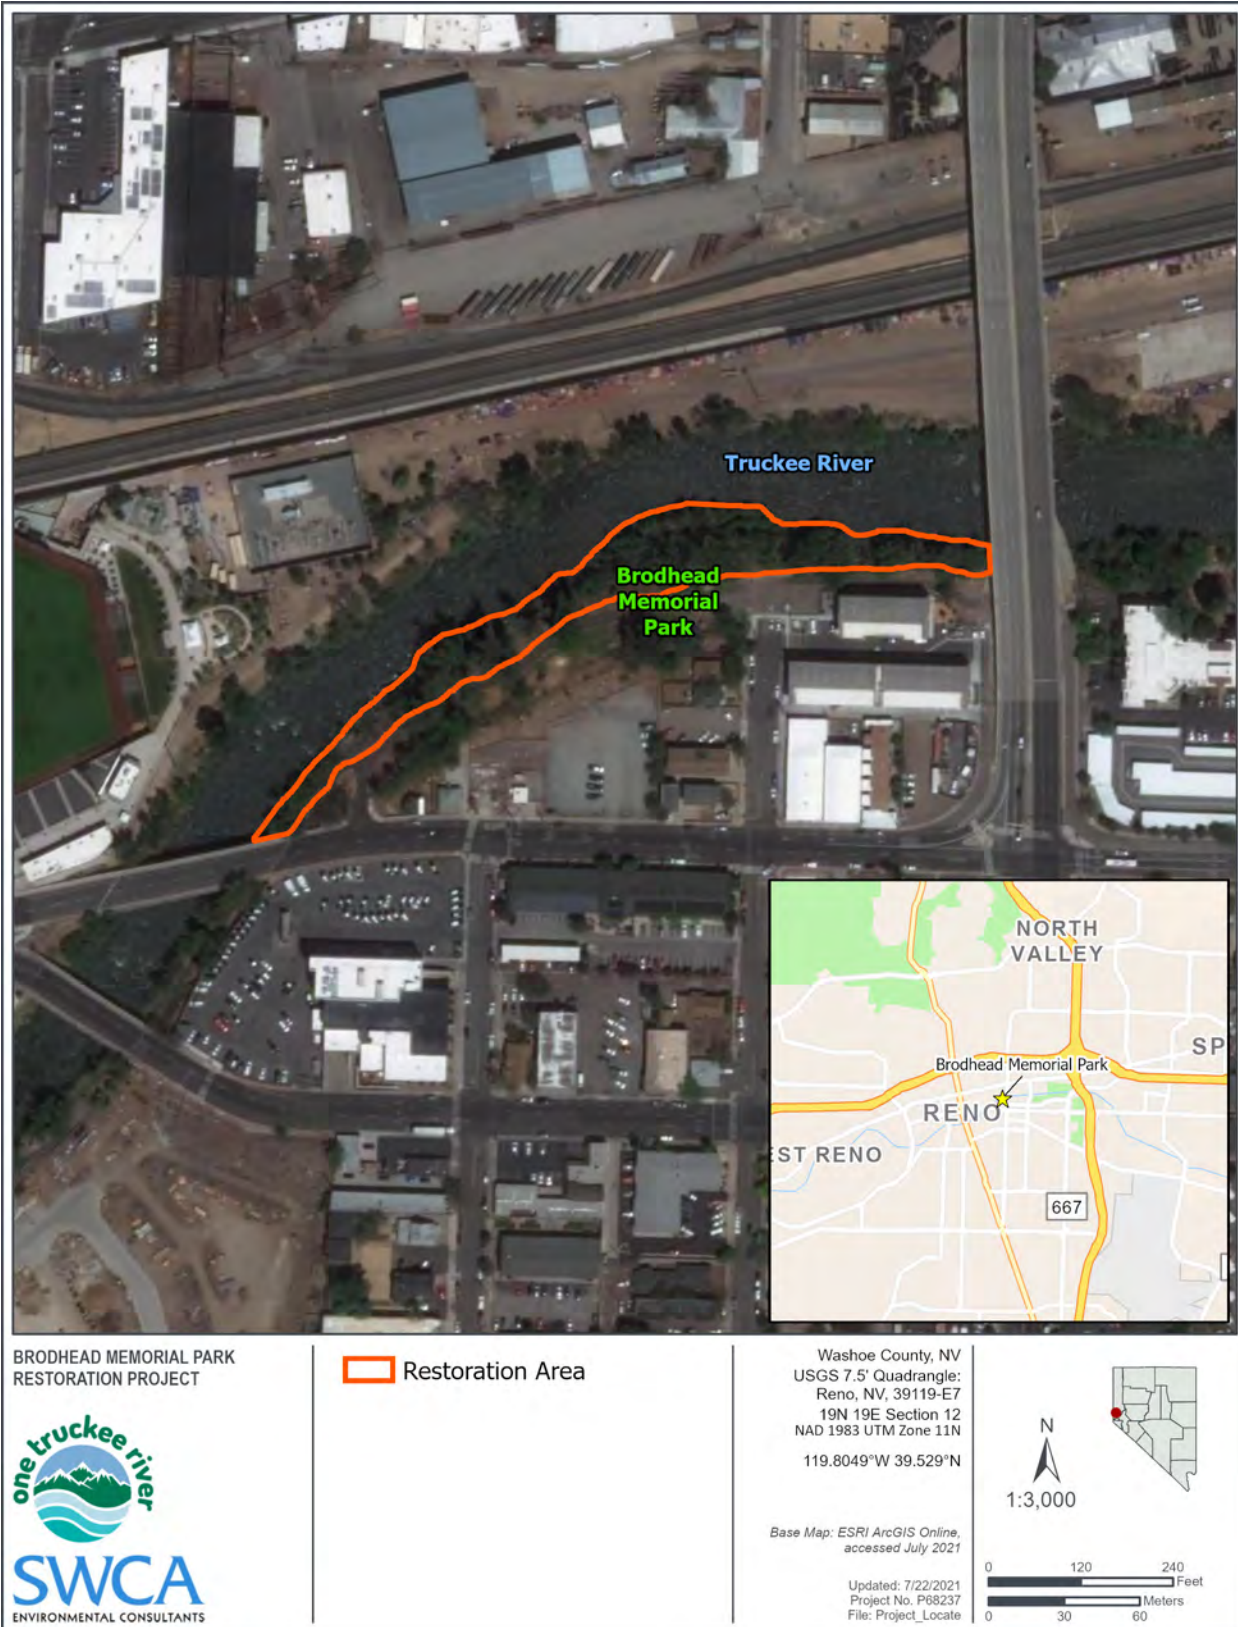 Truckee River
Brodhead
Memorial
Park
NORTH
VALLEY
SP
Brodhead Memorial Park
RENO
EST RENO
667
BRODHEAD MEMORIAL PARK
RESTORATION PROJECT
one truckee river
SWCA
ENVIRONMENTAL CONSULTANTS
Restoration Area
Washoe County, NV
USGS 7.5' Quadrangle:
Reno, NV, 39119-E7
19N 19E Section 12
NAD 1983 UTM Zone 11N
119.8049°W 39.529°N
Base Map: ESRI ArcGIS Online,
accessed July 2021
Updated: 7/22/2021
Project No. P68237
File: Project_Locate
N
1:3,000
0 120 240
Feet
Meters
0 30 60